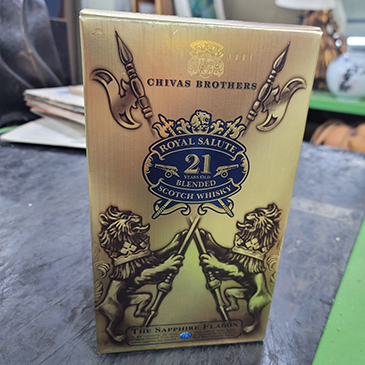 CHIVAS BROTHERS
ROYAL SALUTE
21
YEARS OLD
BLENDED
SCOTCH WHISKY
THE SAPPHIRE FLAGON